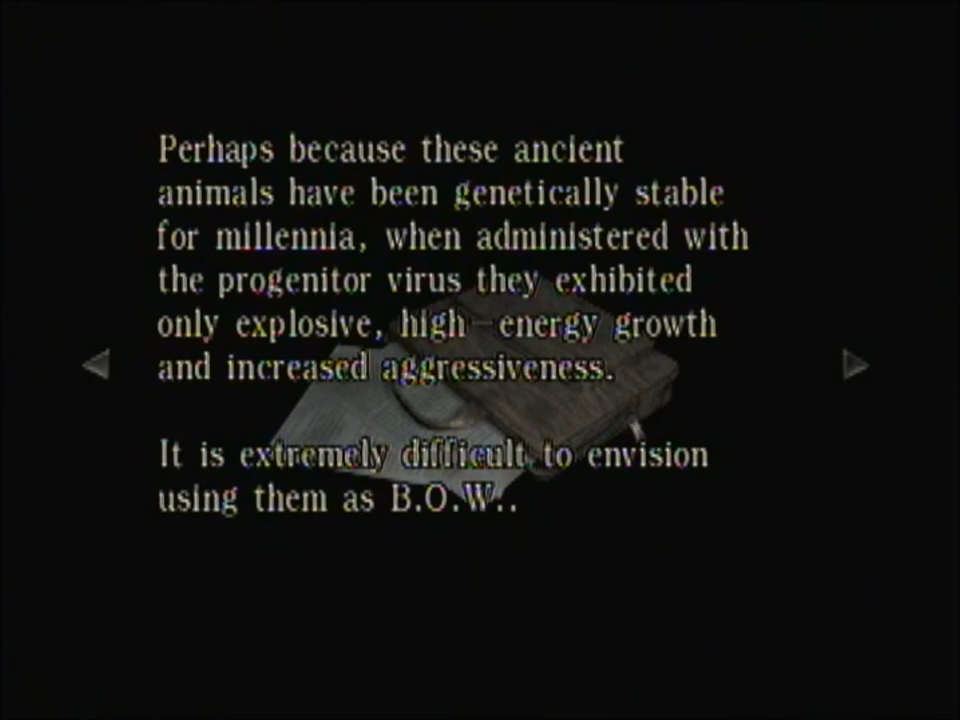 Perhaps because these ancient
animals have been genetically stable
for millennia, when administered with
the progenitor virus they exhibited
only explosive, high-energy growth
and increased aggressiveness.
It is extremely difficult to envision
using them as B.O.W..